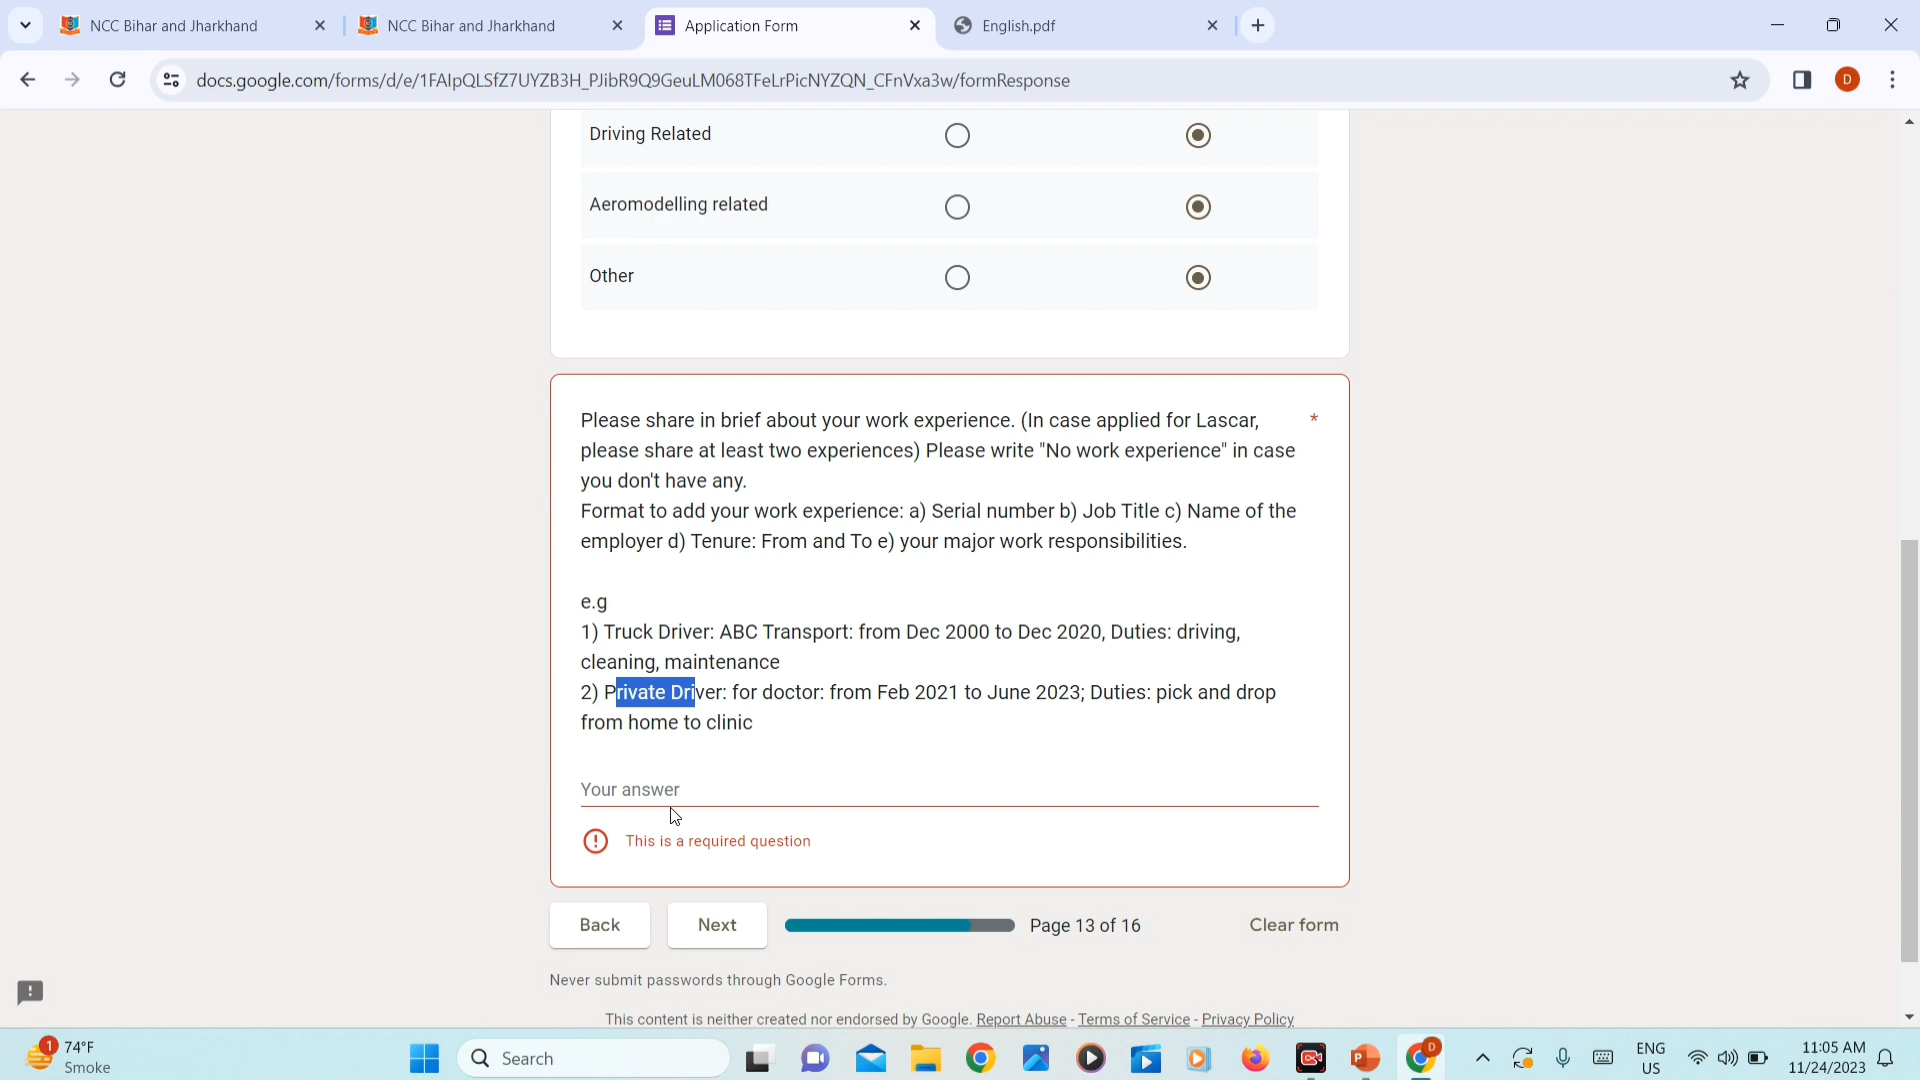 NCC Bihar and Jharkhand
NCC Bihar and Jharkhand
Application Form
English.pdf
docs.google.com/forms/d/e/1FAIpQLSfZ7UYZB3H_PJibR9Q9GeuLM068TFeLrPicNYZQN_CFnVxa3w/formResponse
D
Driving Related
Aeromodelling related
Other
Please share in brief about your work experience. (In case applied for Lascar, *
please share at least two experiences) Please write "No work experience" in case
you don't have any.
Format to add your work experience: a) Serial number b) Job Title c) Name of the
employer d) Tenure: From and To e) your major work responsibilities.
e.g
1) Truck Driver: ABC Transport: from Dec 2000 to Dec 2020, Duties: driving,
cleaning, maintenance
2) Private Driver: for doctor: from Feb 2021 to June 2023; Duties: pick and drop
from home to clinic
Your answer
This is a required question
Back
Next
Page 13 of 16
Clear form
Never submit passwords through Google Forms.
This content is neither created nor endorsed by Google. Report Abuse - Terms of Service - Privacy Policy
1
74°F
Smoke
Search
D
ENG
US
11:05 AM
11/24/2023